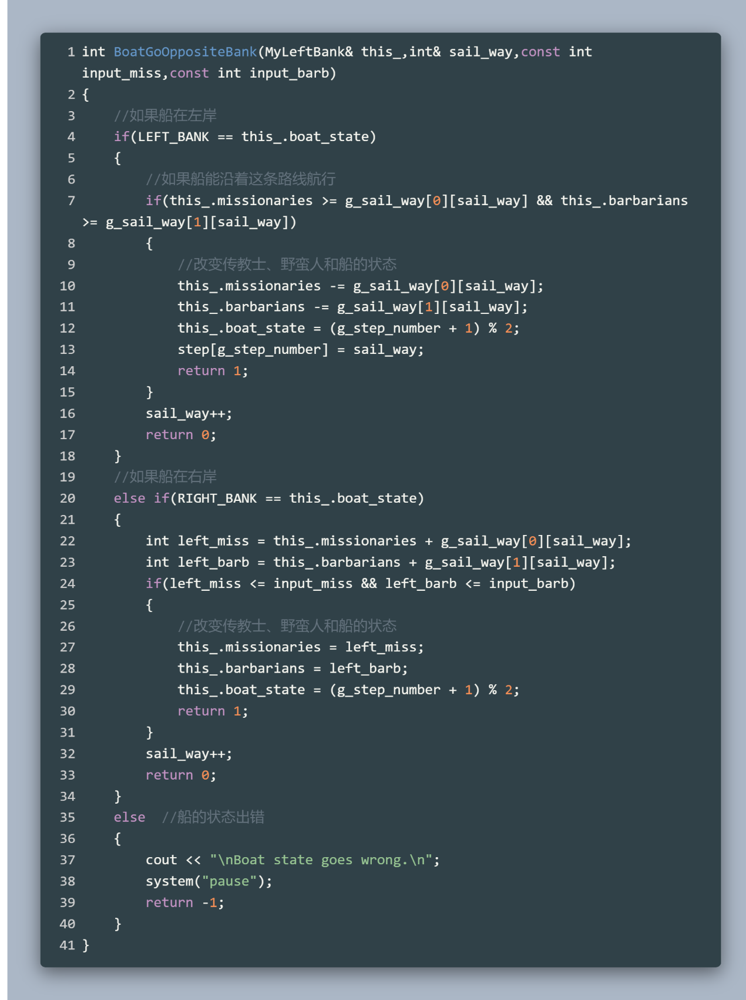 1 int BoatGoOppositeBank(MyLeftBank& this_,int& sail_way,const int
input_miss,const int input_barb)
2 {
3     //如果船在左岸
4     if(LEFT_BANK == this_.boat_state)
5     {
6         //如果船能沿着这条路线航行
7         if(this_.missionaries >= g_sail_way[0][sail_way] && this_.barbarians
>= g_sail_way[1][sail_way])
8         {
9             //改变传教士、野蛮人和船的状态
10             this_.missionaries -= g_sail_way[0][sail_way];
11             this_.barbarians -= g_sail_way[1][sail_way];
12             this_.boat_state = (g_step_number + 1) % 2;
13             step[g_step_number] = sail_way;
14             return 1;
15         }
16         sail_way++;
17         return 0;
18     }
19     //如果船在右岸
20     else if(RIGHT_BANK == this_.boat_state)
21     {
22         int left_miss = this_.missionaries + g_sail_way[0][sail_way];
23         int left_barb = this_.barbarians + g_sail_way[1][sail_way];
24         if(left_miss <= input_miss && left_barb <= input_barb)
25         {
26             //改变传教士、野蛮人和船的状态
27             this_.missionaries = left_miss;
28             this_.barbarians = left_barb;
29             this_.boat_state = (g_step_number + 1) % 2;
30             return 1;
31         }
32         sail_way++;
33         return 0;
34     }
35     else  //船的状态出错
36     {
37         cout << "\nBoat state goes wrong.\n";
38         system("pause");
39         return -1;
40     }
41 }